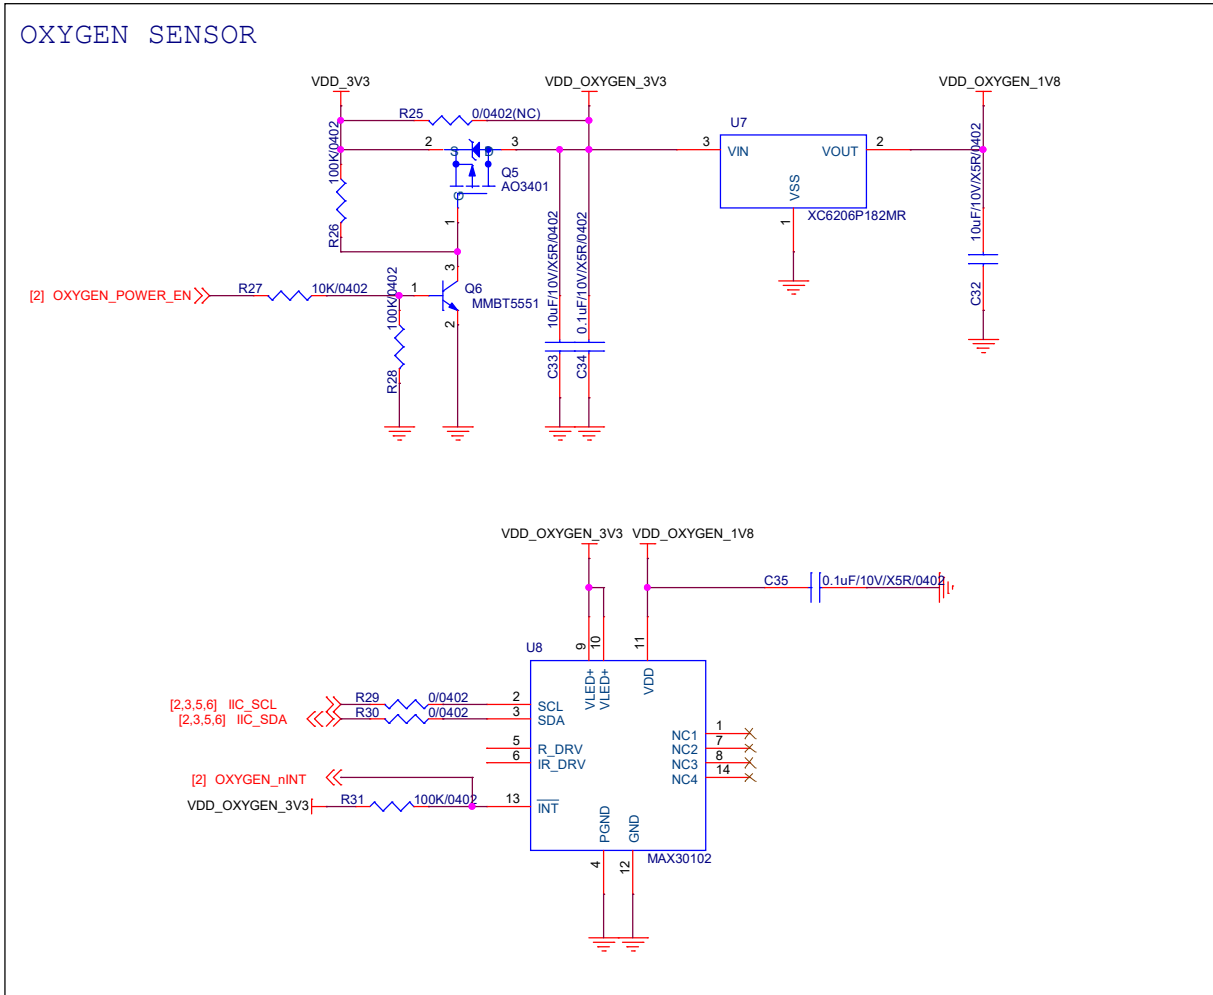 OXYGEN SENSOR
VDD_3V3
VDD_OXYGEN_3V3
VDD_OXYGEN_1V8
R25
0/0402(NC)
U7
2
S
D
3
3
VIN
VOUT
2
VSS
1
XC6206P182MR
100K/0402
R26
Q5
AO3401
G
1
10uF/10V/X5R/0402
C32
[2] OXYGEN_POWER_EN
R27
10K/0402
1
3
Q6
MMBT5551
2
100K/0402
R28
10uF/10V/X5R/0402
C33
0.1uF/10V/X5R/0402
C34
VDD_OXYGEN_3V3
VDD_OXYGEN_1V8
C35
0.1uF/10V/X5R/0402
U8
9
10
11
VLED+
VLED+
VDD
[2,3,5,6] IIC_SCL
R29
0/0402
2
SCL
[2,3,5,6] IIC_SDA
R30
0/0402
3
SDA
5
R_DRV
6
IR_DRV
NC1
1
NC2
7
NC3
8
NC4
14
[2] OXYGEN_nINT
VDD_OXYGEN_3V3
R31
100K/0402
13
INT
PGND
GND
4
12
MAX30102